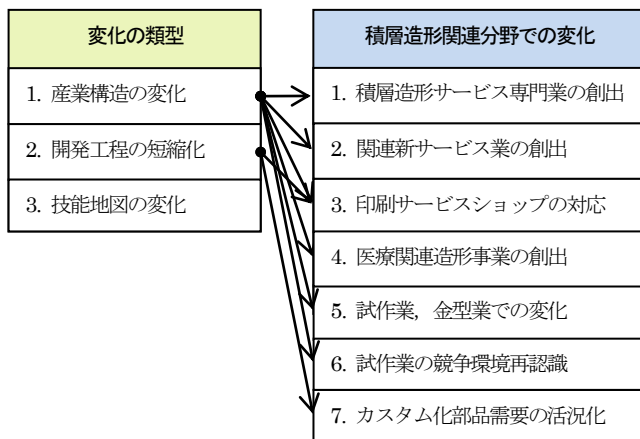 変化の類型
1. 産業構造の変化
2. 開発工程の短縮化
3. 技能地図の変化
積層造形関連分野での変化
1. 積層造形サービス専門業の創出
2. 関連新サービス業の創出
3. 印刷サービスショップの対応
4. 医療関連造形事業の創出
5. 試作業，金型業での変化
6. 試作業の競争環境再認識
7. カスタム化部品需要の活況化